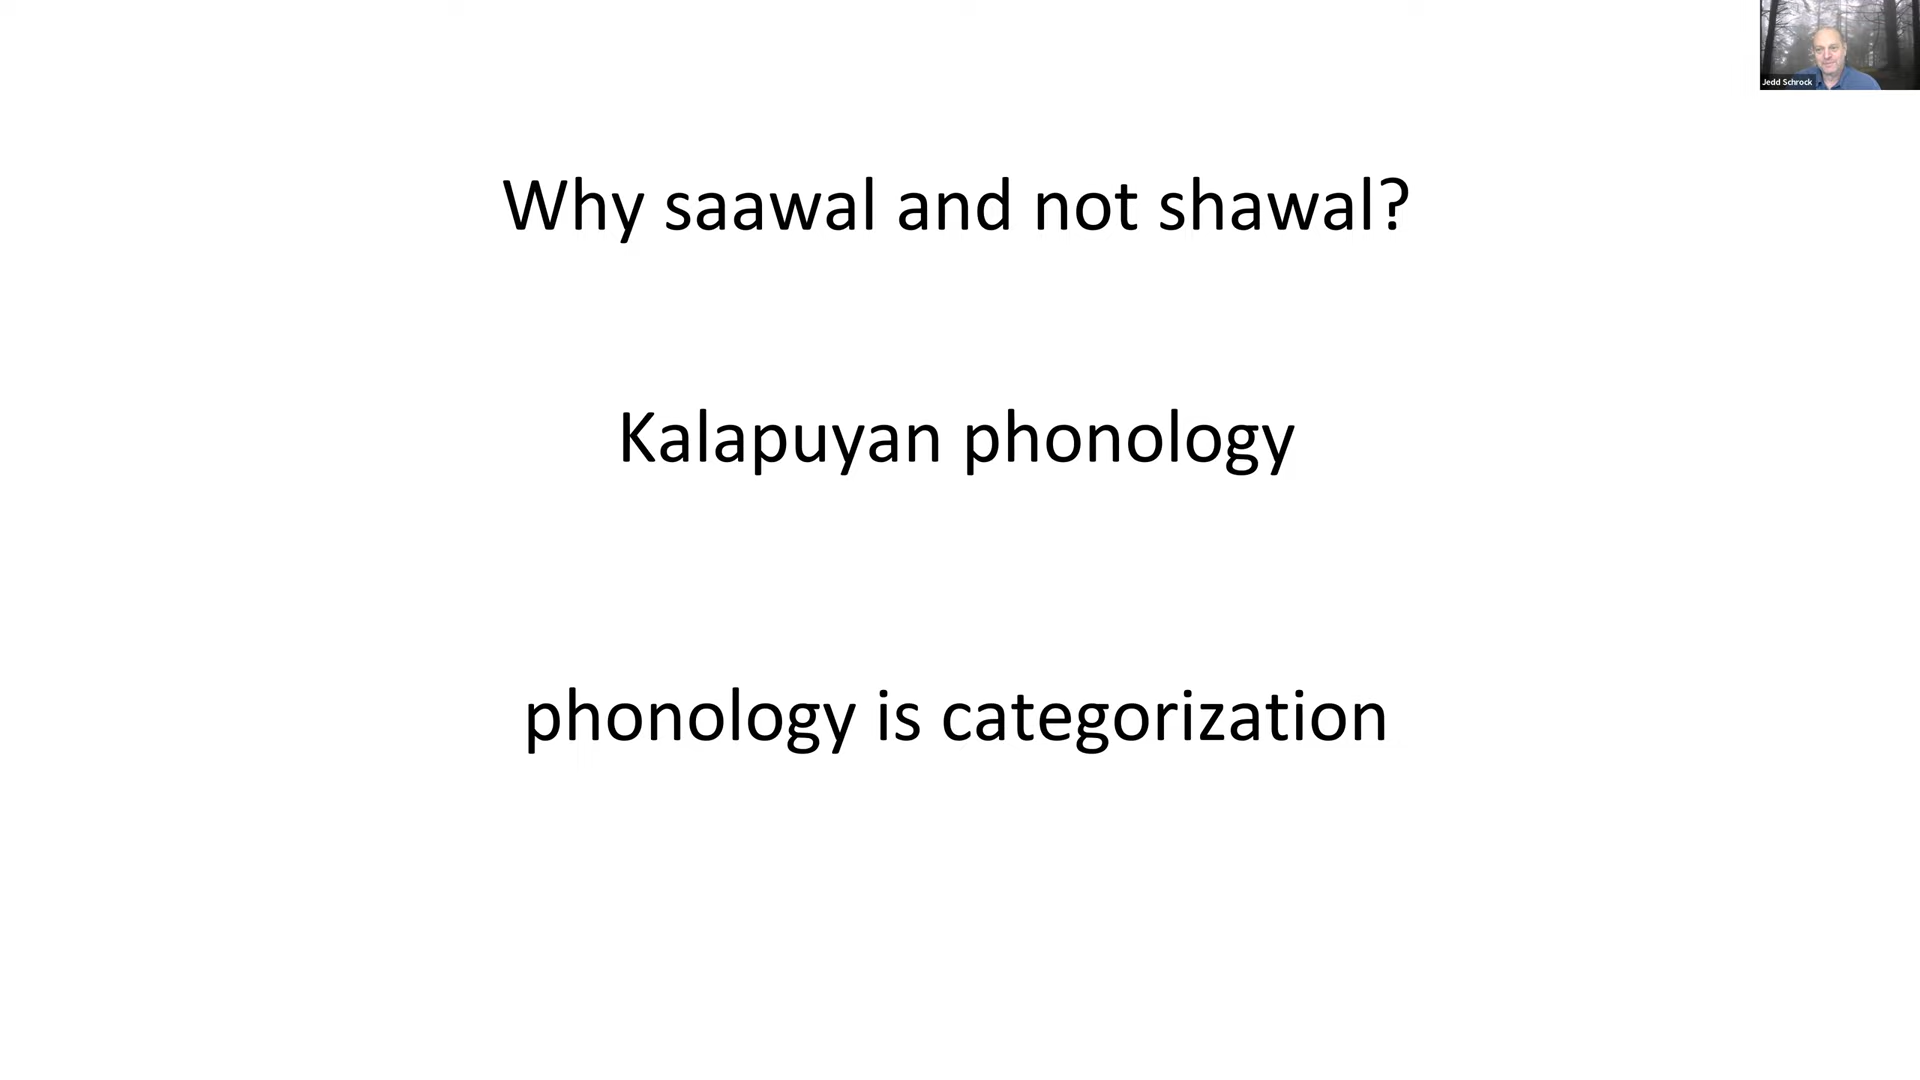 Jedd Schrock
Why saawal and not shawal?
Kalapuyan phonology
phonology is categorization